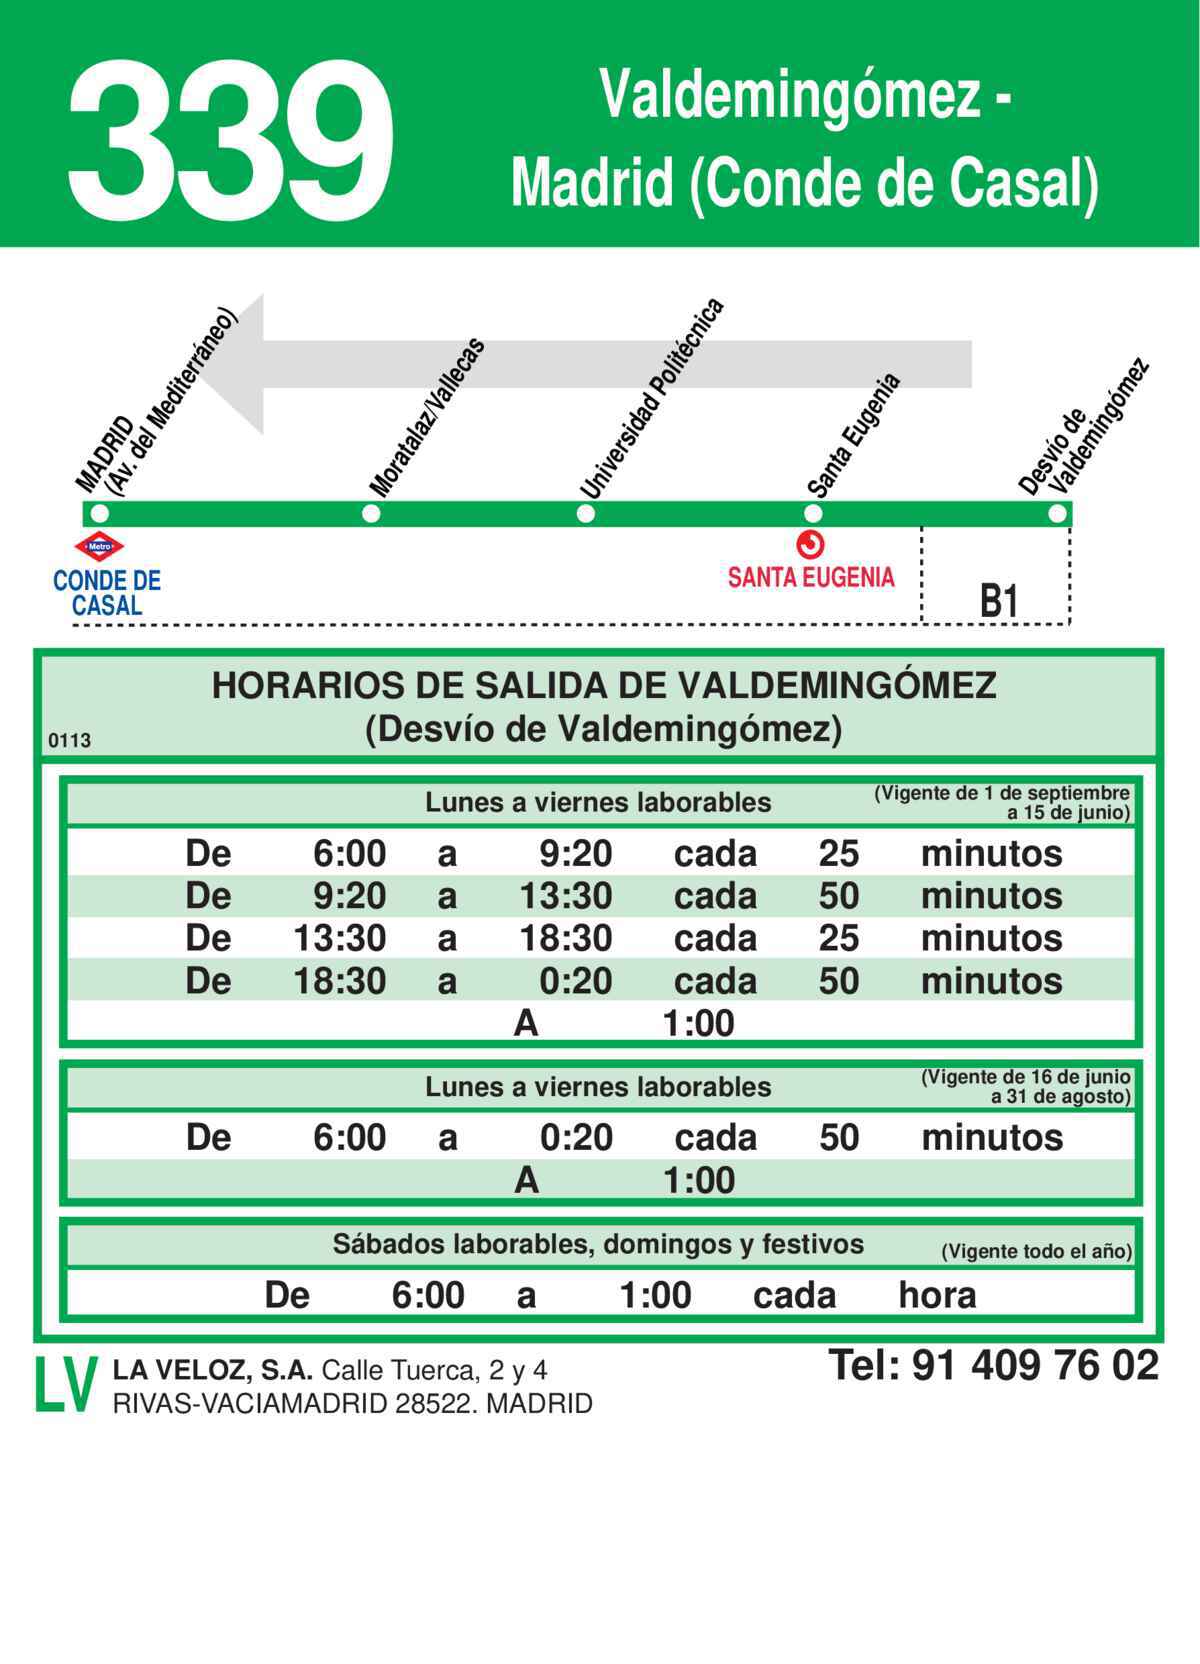 339
Valdemingómez -
Madrid (Conde de Casal)
MADRID
(Av. del Mediterráneo)
Moratalaz/Vallecas
Universidad Politécnica
Santa Eugenia
Desvío de
Valdemingómez
Metro
CONDE DE
CASAL
SANTA EUGENIA
B1
HORARIOS DE SALIDA DE VALDEMINGÓMEZ
(Desvío de Valdemingómez)
0113
Lunes a viernes laborables
(Vigente de 1 de septiembre
a 15 de junio)
De 6:00 a 9:20 cada 25 minutos
De 9:20 a 13:30 cada 50 minutos
De 13:30 a 18:30 cada 25 minutos
De 18:30 a 0:20 cada 50 minutos
A 1:00
Lunes a viernes laborables
(Vigente de 16 de junio
a 31 de agosto)
De 6:00 a 0:20 cada 50 minutos
A 1:00
Sábados laborables, domingos y festivos (Vigente todo el año)
De 6:00 a 1:00 cada hora
LV
LA VELOZ, S.A. Calle Tuerca, 2 y 4
RIVAS-VACIAMADRID 28522. MADRID
Tel: 91 409 76 02